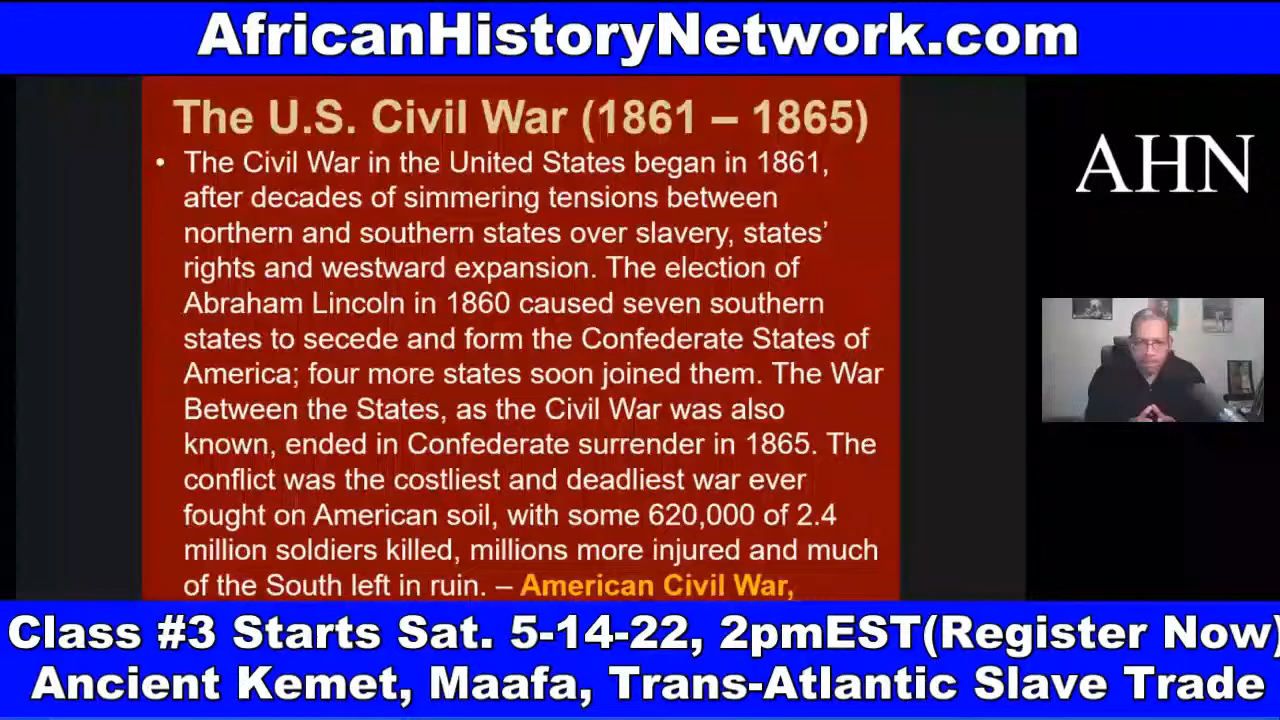 AfricanHistoryNetwork.com
The U.S. Civil War (1861 – 1865)
• The Civil War in the United States began in 1861,
after decades of simmering tensions between
northern and southern states over slavery, states’
rights and westward expansion. The election of
Abraham Lincoln in 1860 caused seven southern
states to secede and form the Confederate States of
America; four more states soon joined them. The War
Between the States, as the Civil War was also
known, ended in Confederate surrender in 1865. The
conflict was the costliest and deadliest war ever
fought on American soil, with some 620,000 of 2.4
million soldiers killed, millions more injured and much
of the South left in ruin. – American Civil War,
AHN
Class #3 Starts Sat. 5-14-22, 2pmEST(Register Now)
Ancient Kemet, Maafa, Trans-Atlantic Slave Trade